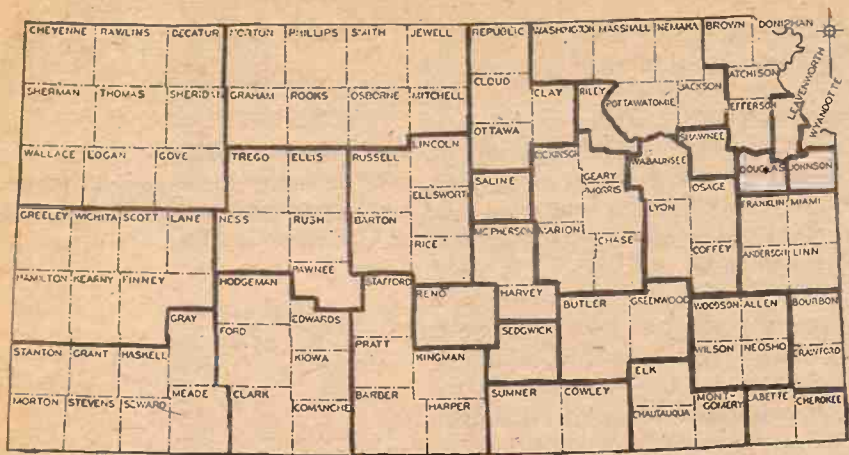 CHEYENNE RAWLINS DECATUR NORTON PHILLIPS SMITH JEWELL REPUBLIC WASHINGTON MARSHALL NEMAHA BROWN DONIPHAN
ATCHISON
LEAVENWORTH
WYANDOTTE
SHERMAN THOMAS SHERIDAN GRAHAM ROOKS OSBORNE MITCHELL CLOUD CLAY RILEY POTTAWATOMIE JACKSON JEFFERSON
WALLACE LOGAN GOVE TREGO ELLIS RUSSELL LINCOLN OTTAWA DICKINSON GEARY WABAUNSEE SHAWNEE DOUGLAS JOHNSON
ELLSWORTH SALINE MORRIS OSAGE
GREELEY WICHITA SCOTT LANE NESS RUSH BARTON RICE MCPHERSON MARION CHASE LYON COFFEY FRANKLIN MIAMI
ANDERSON LINN
HAMILTON KEARNY FINNEY HODGEMAN PAWNEE STAFFORD RENO HARVEY BUTLER GREENWOOD WOODSON ALLEN BOURBON
GRAY FORD EDWARDS SEDGWICK
STANTON GRANT HASKELL KIOWA PRATT KINGMAN ELK WILSON NEOSHO CRAWFORD
MORTON STEVENS SEWARD MEADE CLARK COMANCHE BARBER HARPER SUMNER COWLEY CHAUTAUQUA MONT-
GOMERY LABETTE CHEROKEE